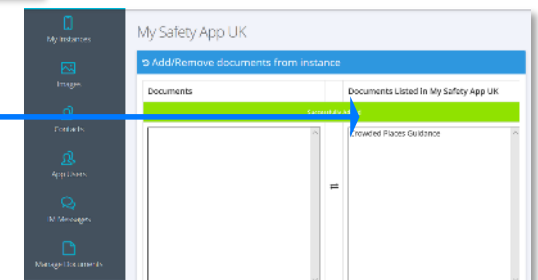 My Instances
Images
Contacts
App Users
IM Messages
Manage Documents
My Safety App UK
Add/Remove documents from instance
Documents
Documents Listed in My Safety App UK
Crowded Places Guidance